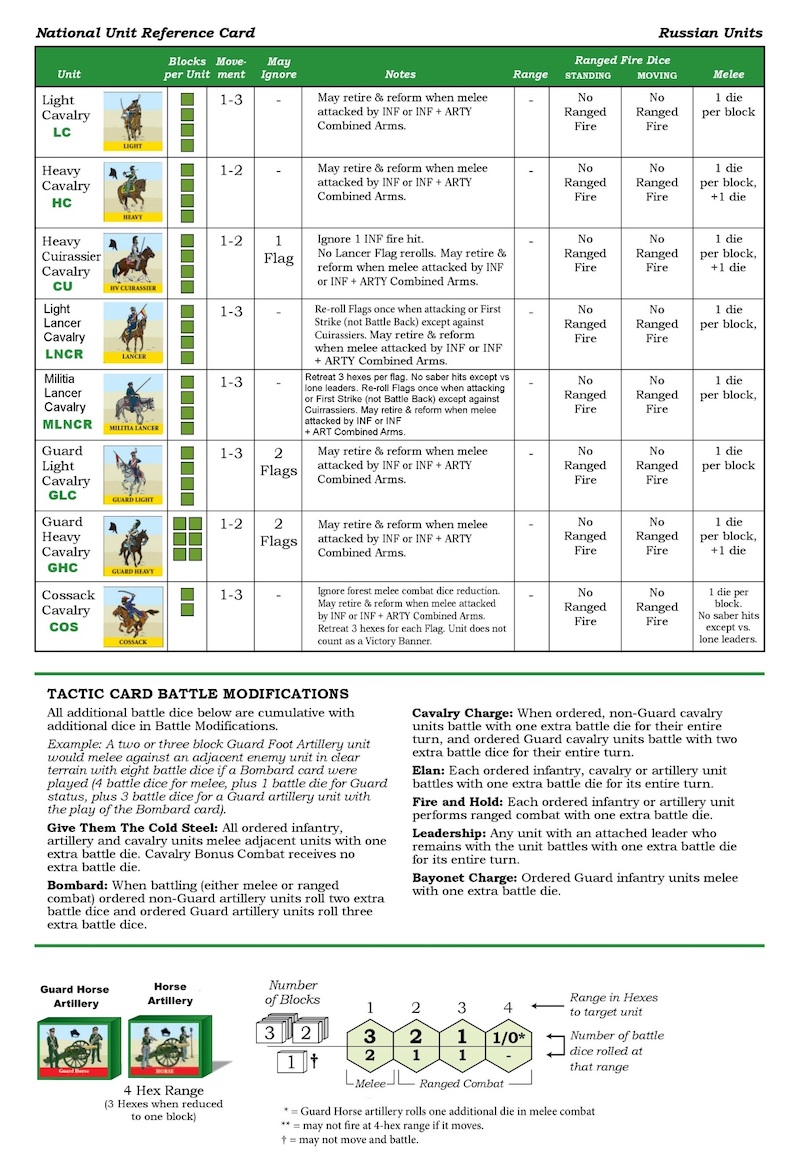 National Unit Reference Card
Russian Units
Unit
Blocks per Unit
Move-ment
May Ignore
Notes
Range
Ranged Fire Dice
STANDING
MOVING
Melee
Light
Cavalry
LC
LIGHT
1-3
-
May retire & reform when melee
attacked by INF or INF + ARTY
Combined Arms.
-
No
Ranged
Fire
No
Ranged
Fire
1 die
per block
Heavy
Cavalry
HC
HEAVY
1-2
-
May retire & reform when melee
attacked by INF or INF + ARTY
Combined Arms.
-
No
Ranged
Fire
No
Ranged
Fire
1 die
per block,
+1 die
Heavy
Cuirassier
Cavalry
CU
HV CUIRASSIER
1-2
1
Flag
Ignore 1 INF fire hit.
No Lancer Flag rerolls. May retire &
reform when melee attacked by INF
or INF + ARTY Combined Arms.
-
No
Ranged
Fire
No
Ranged
Fire
1 die
per block,
+1 die
Light
Lancer
Cavalry
LNCR
LANCER
1-3
-
Re-roll Flags once when attacking or First
Strike (not Battle Back) except against
Cuirassiers. May retire & reform
when melee attacked by INF or INF
+ ARTY Combined Arms.
-
No
Ranged
Fire
No
Ranged
Fire
1 die
per block,
Militia
Lancer
Cavalry
MLNCR
MILITIA LANCER
1-3
-
Retreat 3 hexes per flag. No saber hits except vs
lone leaders. Re-roll Flags once when attacking
or First Strike (not Battle Back) except against
Cuirrassiers. May retire & reform when melee
attacked by INF or INF
+ ART Combined Arms.
-
No
Ranged
Fire
No
Ranged
Fire
1 die
per block,
Guard
Light
Cavalry
GLC
GUARD LIGHT
1-3
2
Flags
May retire & reform when melee
attacked by INF or INF + ARTY
Combined Arms.
-
No
Ranged
Fire
No
Ranged
Fire
1 die
per block
Guard
Heavy
Cavalry
GHC
GUARD HEAVY
1-2
2
Flags
May retire & reform when melee
attacked by INF or INF + ARTY
Combined Arms.
-
No
Ranged
Fire
No
Ranged
Fire
1 die
per block,
+1 die
Cossack
Cavalry
COS
COSSACK
1-3
-
Ignore forest melee combat dice reduction.
May retire & reform when melee attacked
by INF or INF + ARTY Combined Arms.
Retreat 3 hexes for each Flag. Unit does not
count as a Victory Banner.
-
No
Ranged
Fire
No
Ranged
Fire
1 die per
block.
No saber hits
except vs.
lone leaders.
TACTIC CARD BATTLE MODIFICATIONS
All additional battle dice below are cumulative with
additional dice in Battle Modifications.
Example: A two or three block Guard Foot Artillery unit
would melee against an adjacent enemy unit in clear
terrain with eight battle dice if a Bombard card were
played (4 battle dice for melee, plus 1 battle die for Guard
status, plus 3 battle dice for a Guard artillery unit with
the play of the Bombard card).
Give Them The Cold Steel: All ordered infantry,
artillery and cavalry units melee adjacent units with one
extra battle die. Cavalry Bonus Combat receives no
extra battle die.
Bombard: When battling (either melee or ranged
combat) ordered non-Guard artillery units roll two extra
battle dice and ordered Guard artillery units roll three
extra battle dice.
Cavalry Charge: When ordered, non-Guard cavalry
units battle with one extra battle die for their entire
turn, and ordered Guard cavalry units battle with two
extra battle dice for their entire turn.
Elan: Each ordered infantry, cavalry or artillery unit
battles with one extra battle die for its entire turn.
Fire and Hold: Each ordered infantry or artillery unit
performs ranged combat with one extra battle die.
Leadership: Any unit with an attached leader who
remains with the unit battles with one extra battle die
for its entire turn.
Bayonet Charge: Ordered Guard infantry units melee
with one extra battle die.
Guard Horse
Artillery
Guard Horse
Horse
Artillery
HORSE
4 Hex Range
(3 Hexes when reduced
to one block)
Number
of Blocks
3 2
1 †
1 2 3 4
3 2 1 1/0*
2 1 1 -
Melee
Ranged Combat
Range in Hexes
to target unit
Number of battle
dice rolled at
that range
* = Guard Horse artillery rolls one additional die in melee combat
** = may not fire at 4-hex range if it moves.
† = may not move and battle.